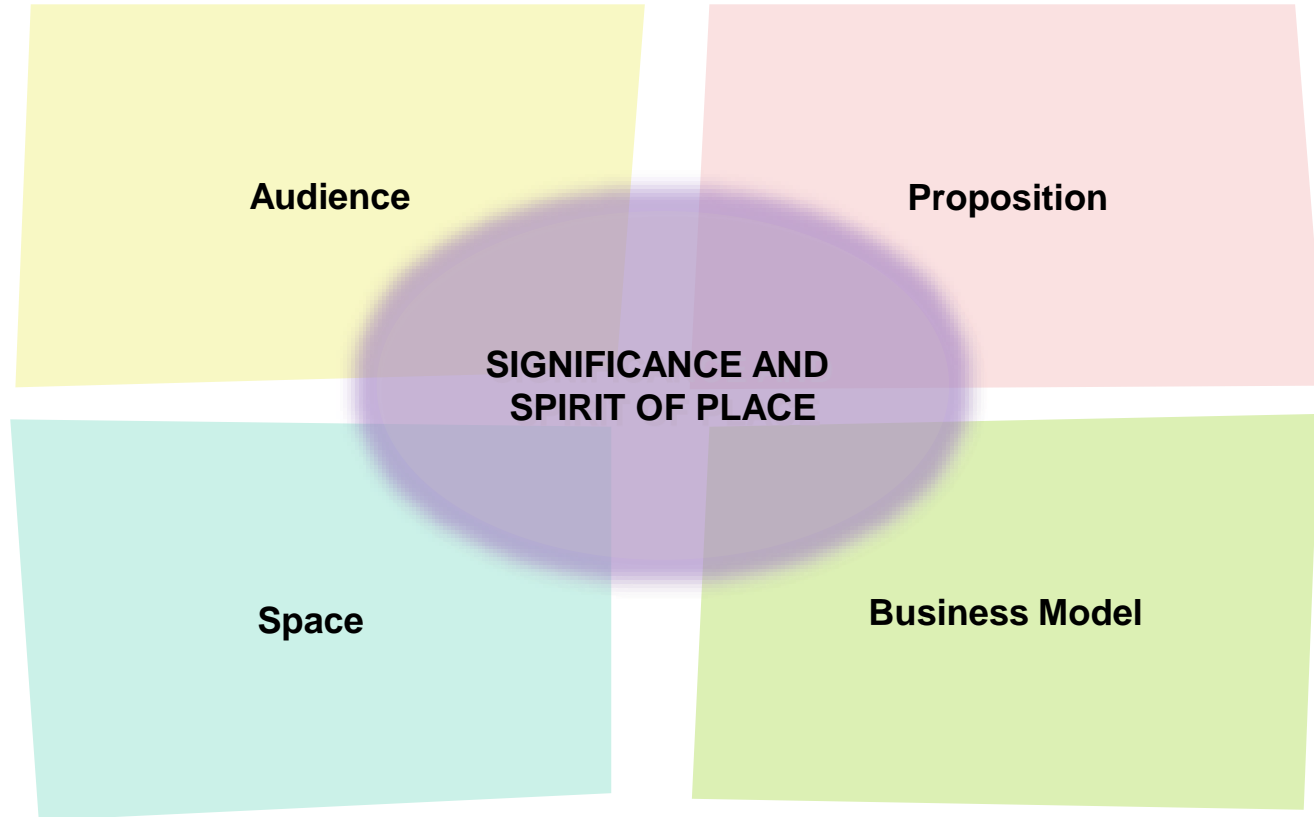 Audience
Proposition
SIGNIFICANCE AND
SPIRIT OF PLACE
Space
Business Model